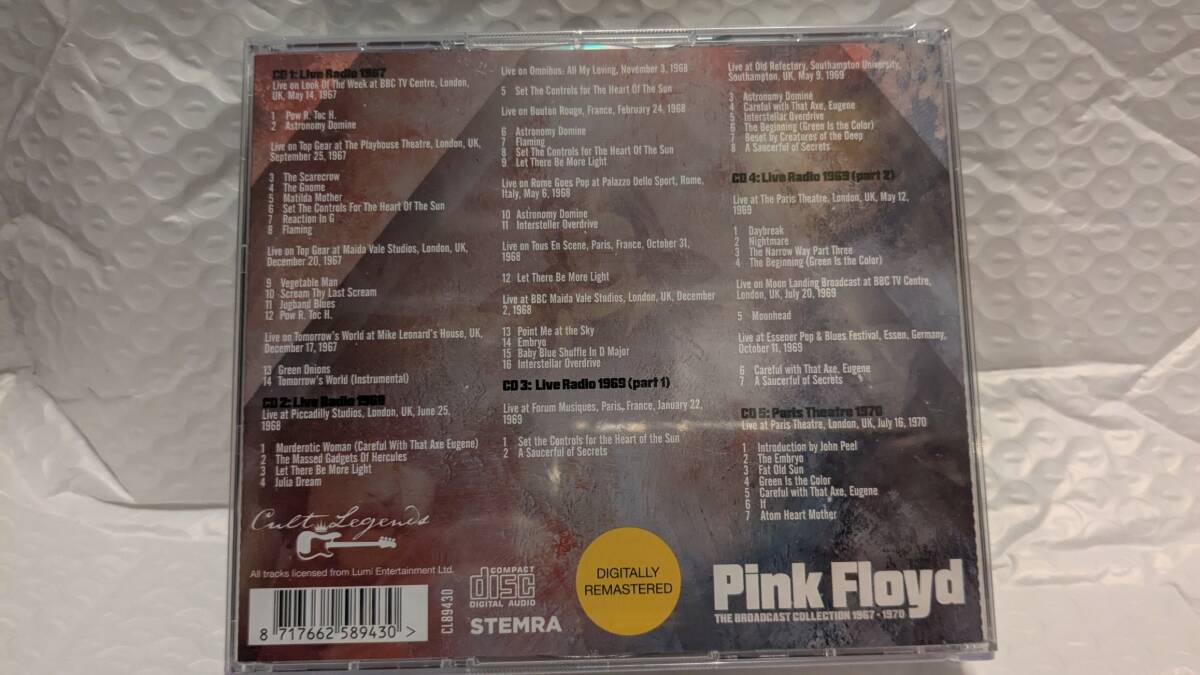 CD 1: Live Radio 1967
Live on Look Of The Week at BBC TV Centre, London,
UK, May 14, 1967
1 Pow R. Toc H.
2 Astronomy Domine
Live on Top Gear at The Playhouse Theatre, London, UK,
September 25, 1967
3 The Scarecrow
4 The Gnome
5 Matilda Mother
6 Set The Controls For The Heart Of The Sun
7 Reaction In G
8 Flaming
Live on Top Gear at Maida Vale Studios, London, UK,
December 20, 1967
9 Vegetable Man
10 Scream Thy Last Scream
11 Jugband Blues
12 Pow R. Toc H.
Live on Tomorrow's World at Mike Leonard's House, UK,
December 17, 1967
13 Green Onions
14 Tomorrow's World (Instrumental)
CD 2: Live Radio 1968
Live at Piccadilly Studios, London, UK, June 25,
1968
1 Murderotic Woman (Careful With That Axe Eugene)
2 The Massed Gadgets Of Hercules
3 Let There Be More Light
4 Julia Dream
Live on Omnibus: All My Loving, November 3, 1968
5 Set The Controls for The Heart Of The Sun
Live on Bouton Rouge, France, February 24, 1968
6 Astronomy Domine
7 Flaming
8 Set The Controls for The Heart Of The Sun
9 Let There Be More Light
Live on Rome Goes Pop at Palazzo Dello Sport, Rome,
Italy, May 6, 1968
10 Astronomy Domine
11 Intersteller Overdrive
Live on Tous En Scene, Paris, France, October 31,
1968
12 Let There Be More Light
Live at BBC Maida Vale Studios, London, UK, December
2, 1968
13 Point Me at the Sky
14 Embryo
15 Baby Blue Shuffle In D Major
16 Interstellar Overdrive
CD 3: Live Radio 1969 (part 1)
Live at Forum Musiques, Paris, France, January 22,
1969
1 Set the Controls for the Heart of the Sun
2 A Saucerful of Secrets
Live at Old Refectory, Southampton University,
Southampton, UK, May 9, 1969
3 Astronomy Domine
4 Careful with That Axe, Eugene
5 Interstellar Overdrive
6 The Beginning (Green Is the Color)
7 Beset by Creatures of the Deep
8 A Saucerful of Secrets
CD 4: Live Radio 1969 (part 2)
Live at The Paris Theatre, London, UK, May 12,
1969
1 Daybreak
2 Nightmare
3 The Narrow Way Part Three
4 The Beginning (Green Is the Color)
Live on Moon Landing Broadcast at BBC TV Centre,
London, UK, July 20, 1969
5 Moonhead
Live at Essener Pop & Blues Festival, Essen, Germany,
October 11, 1969
6 Careful with That Axe, Eugene
7 A Saucerful of Secrets
CD 5: Paris Theatre 1970
Live at Paris Theatre, London, UK, July 16, 1970
1 Introduction by John Peel
2 The Embryo
3 Fat Old Sun
4 Green Is the Color
5 Careful with That Axe, Eugene
6 If
7 Atom Heart Mother
Cult Legends
All tracks licensed from Lumi Entertainment Ltd.
8 717662 589430 >
CL89430
COMPACT
disc
DIGITAL AUDIO
STEMRA
DIGITALLY
REMASTERED
Pink Floyd
THE BROADCAST COLLECTION 1967 - 1970